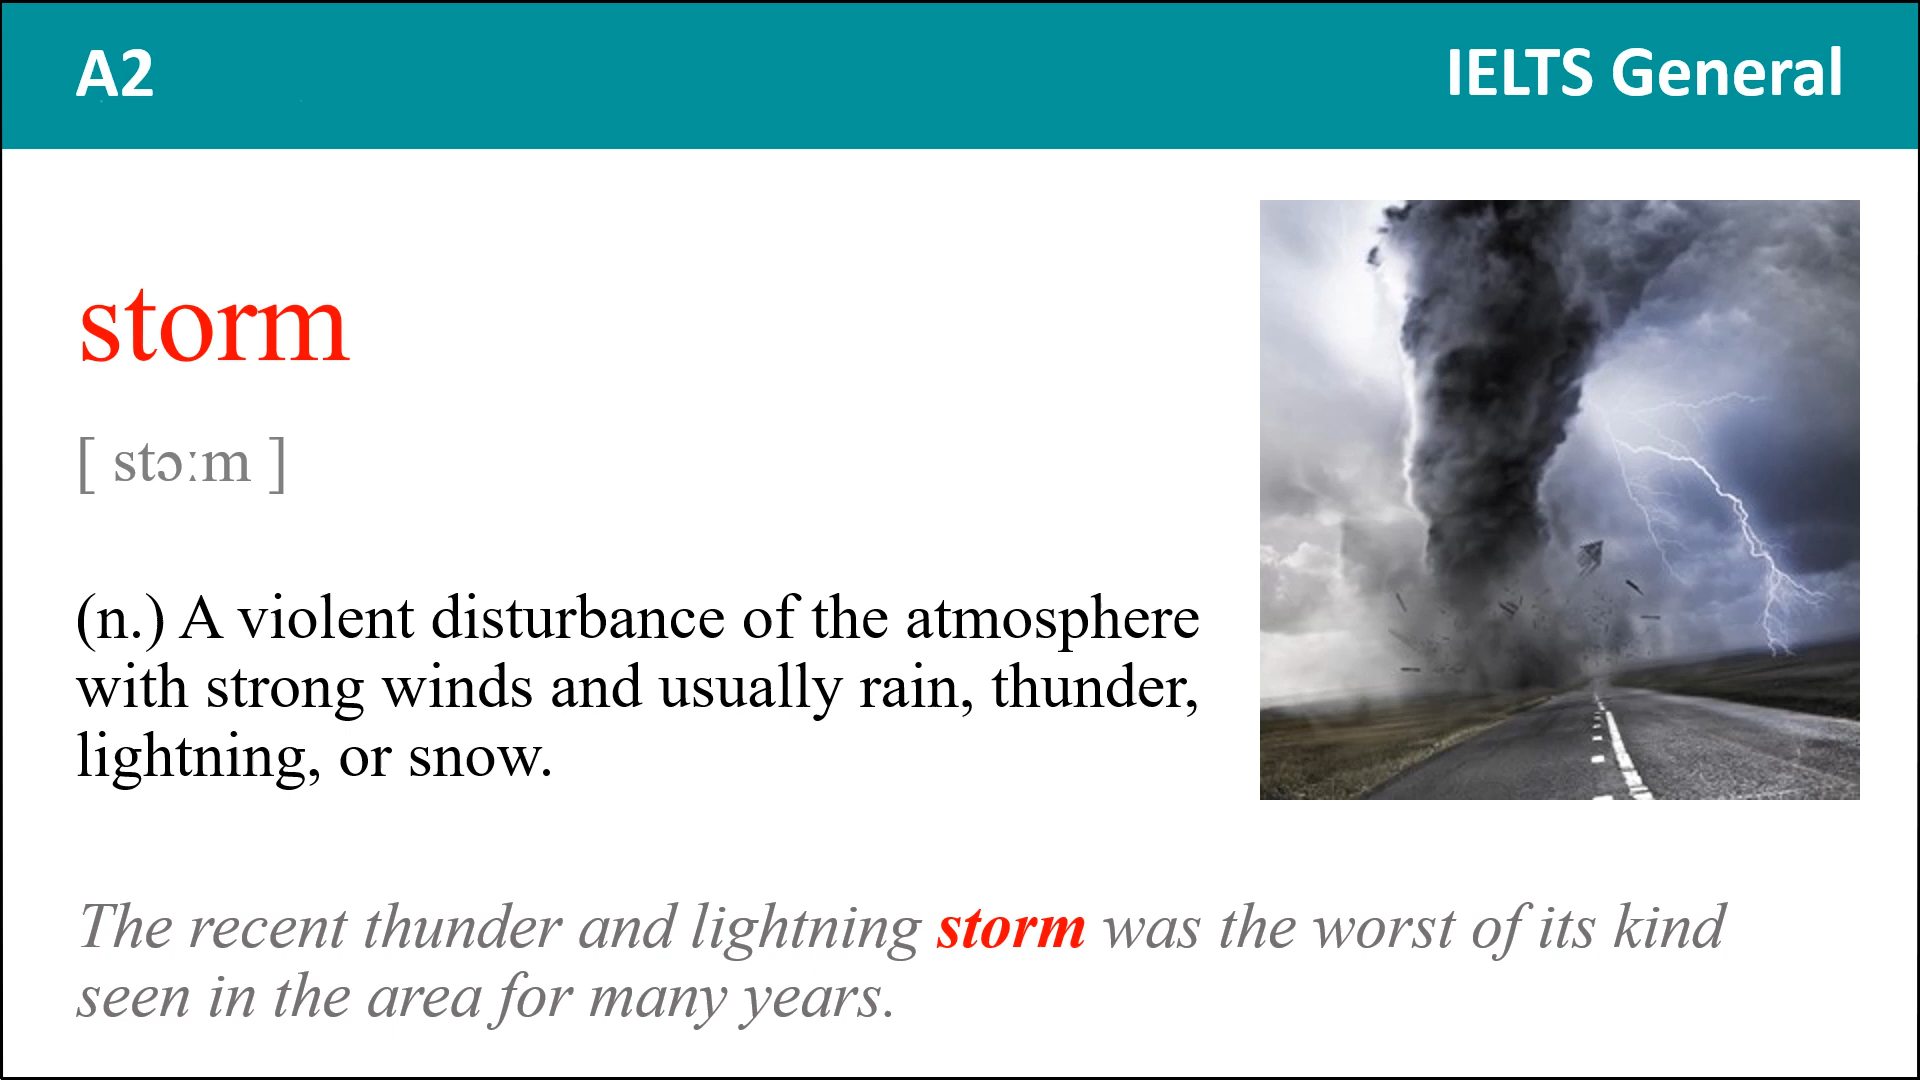 A2
IELTS General
storm
[ stɔːm ]
(n.) A violent disturbance of the atmosphere
with strong winds and usually rain, thunder,
lightning, or snow.
The recent thunder and lightning storm was the worst of its kind
seen in the area for many years.